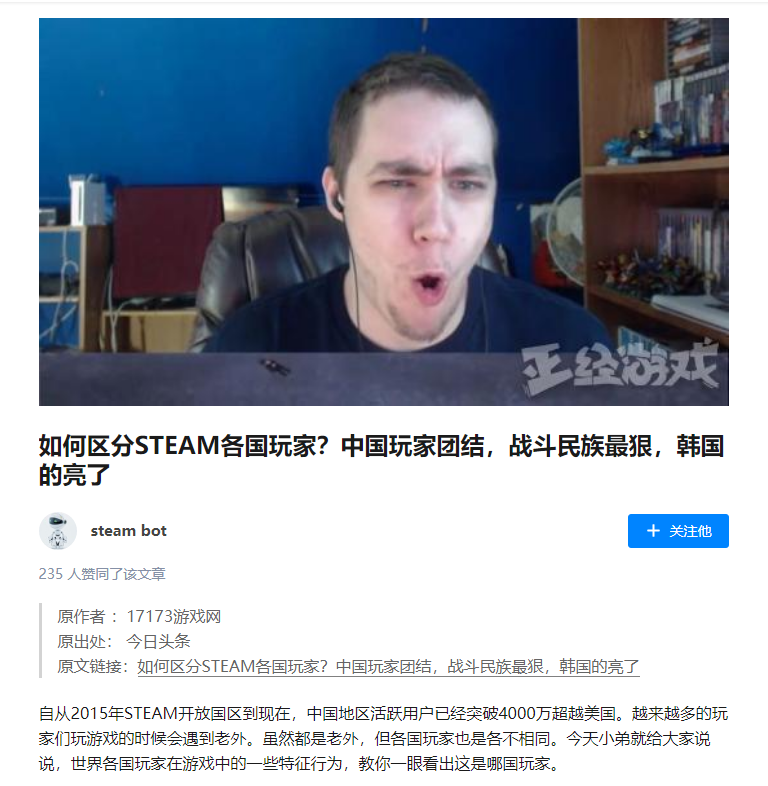 正经游戏
如何区分STEAM各国玩家？中国玩家团结，战斗民族最狠，韩国
的亮了
steam bot
＋ 关注他
235 人赞同了该文章
原作者 ：17173游戏网
原出处： 今日头条
原文链接：如何区分STEAM各国玩家？中国玩家团结，战斗民族最狠，韩国的亮了
自从2015年STEAM开放国区到现在，中国地区活跃用户已经突破4000万超越美国。越来越多的玩
家们玩游戏的时候会遇到老外。虽然都是老外，但各国玩家也是各不相同。今天小弟就给大家说
说，世界各国玩家在游戏中的一些特征行为，教你一眼看出这是哪国玩家。